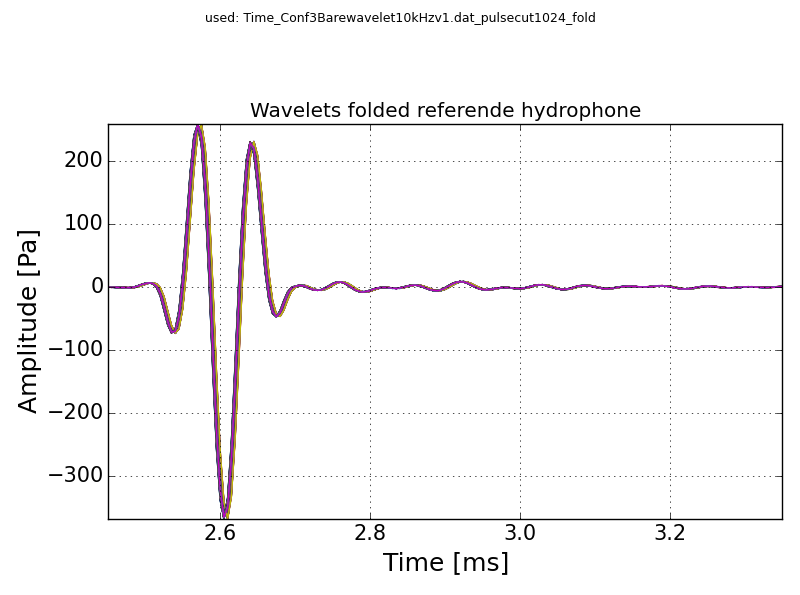 used: Time_Conf3Barewavelet10kHzv1.dat_pulsecut1024_fold
Wavelets folded referende hydrophone
200
100
0
−100
−200
−300
Amplitude [Pa]
2.6 2.8 3.0 3.2
Time [ms]